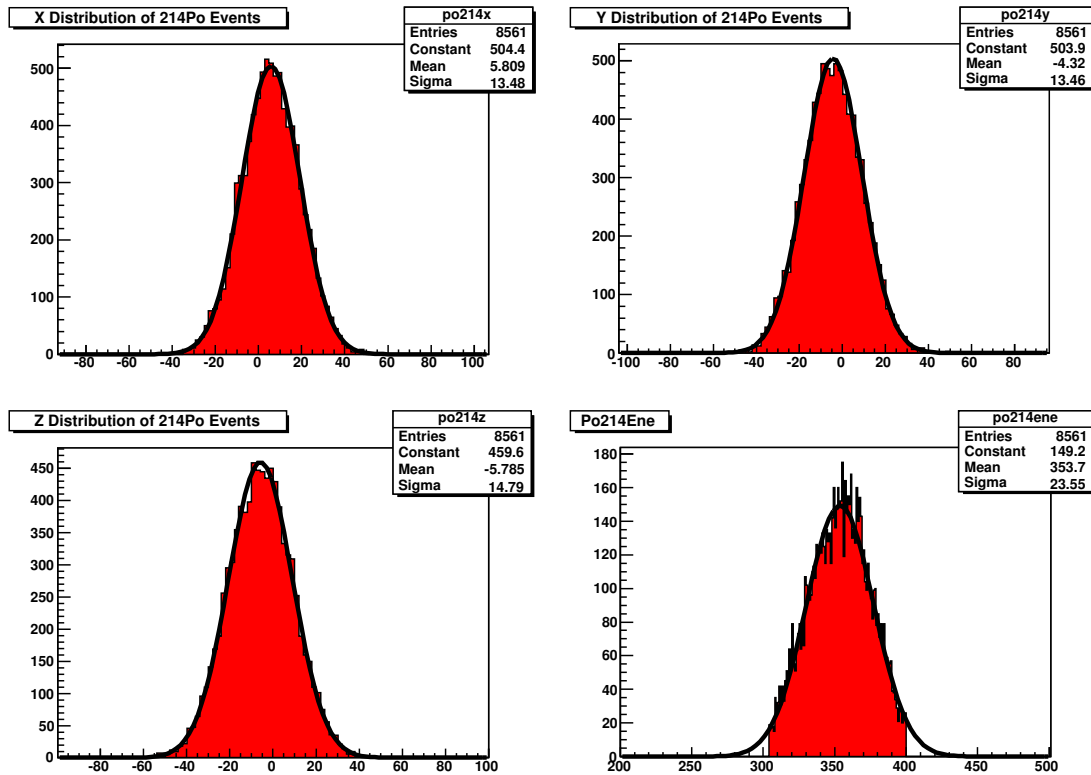 X Distribution of 214Po Events
po214x
Entries 8561
Constant 504.4
Mean 5.809
Sigma 13.48
500
400
300
200
100
0
-80 -60 -40 -20 0 20 40 60 80 100
Y Distribution of 214Po Events
po214y
Entries 8561
Constant 503.9
Mean -4.32
Sigma 13.46
500
400
300
200
100
0
-100 -80 -60 -40 -20 0 20 40 60 80
Z Distribution of 214Po Events
po214z
Entries 8561
Constant 459.6
Mean -5.785
Sigma 14.79
450
400
350
300
250
200
150
100
50
0
-80 -60 -40 -20 0 20 40 60 80 100
Po214Ene
po214ene
Entries 8561
Constant 149.2
Mean 353.7
Sigma 23.55
180
160
140
120
100
80
60
40
20
0
200 250 300 350 400 450 500